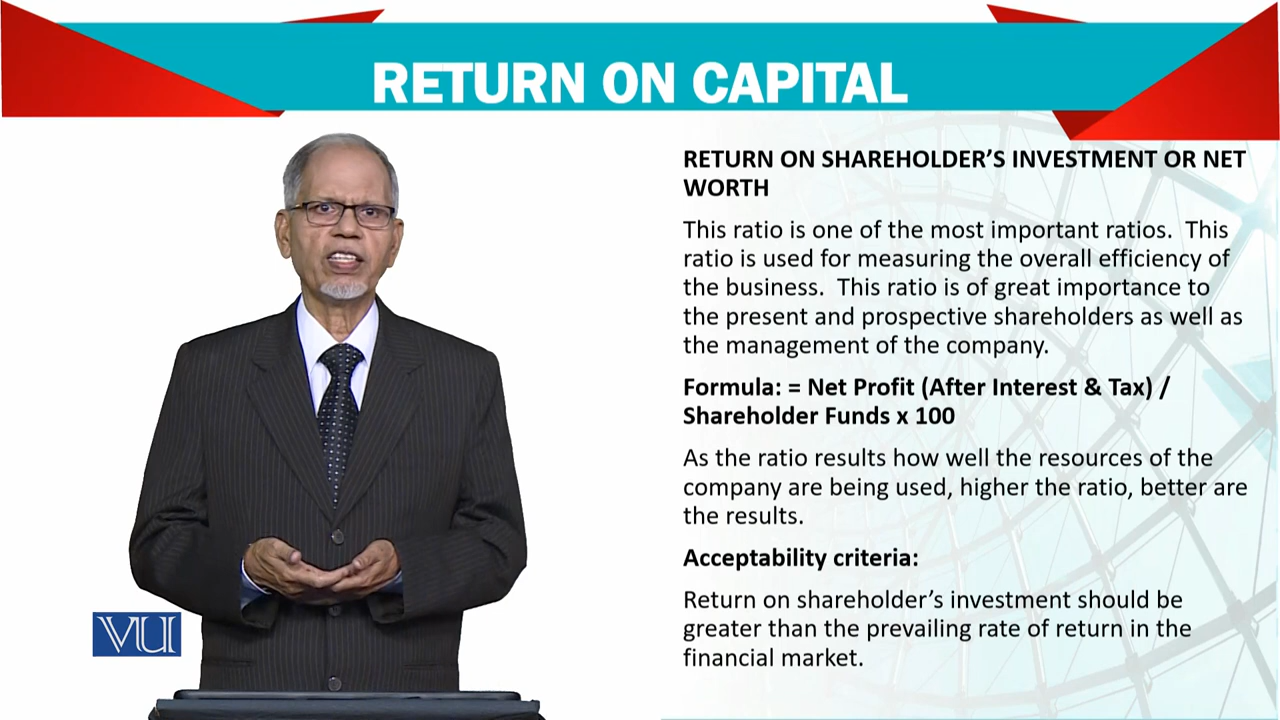 RETURN ON CAPITAL
RETURN ON SHAREHOLDER’S INVESTMENT OR NET
WORTH
This ratio is one of the most important ratios.  This
ratio is used for measuring the overall efficiency of
the business.  This ratio is of great importance to
the present and prospective shareholders as well as
the management of the company.
Formula: = Net Profit (After Interest & Tax) /
Shareholder Funds x 100
As the ratio results how well the resources of the
company are being used, higher the ratio, better are
the results.
Acceptability criteria:
Return on shareholder’s investment should be
greater than the prevailing rate of return in the
financial market.
VU